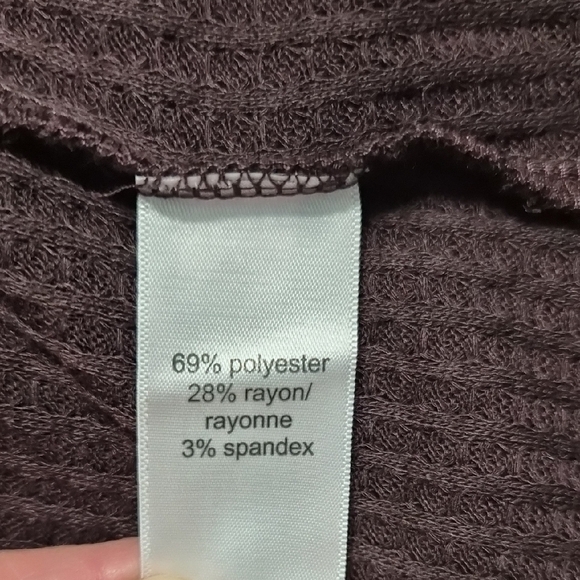 69% polyester
28% rayon/
rayonne
3% spandex